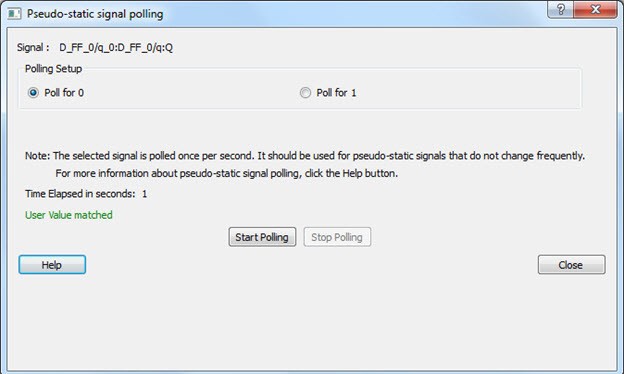 Pseudo-static signal polling
Signal : D_FF_0/q_0:D_FF_0/q:Q
Polling Setup
Poll for 0 Poll for 1
Note: The selected signal is polled once per second. It should be used for pseudo-static signals that do not change frequently.
For more information about pseudo-static signal polling, click the Help button.
Time Elapsed in seconds: 1
User Value matched
Start Polling Stop Polling
Help Close